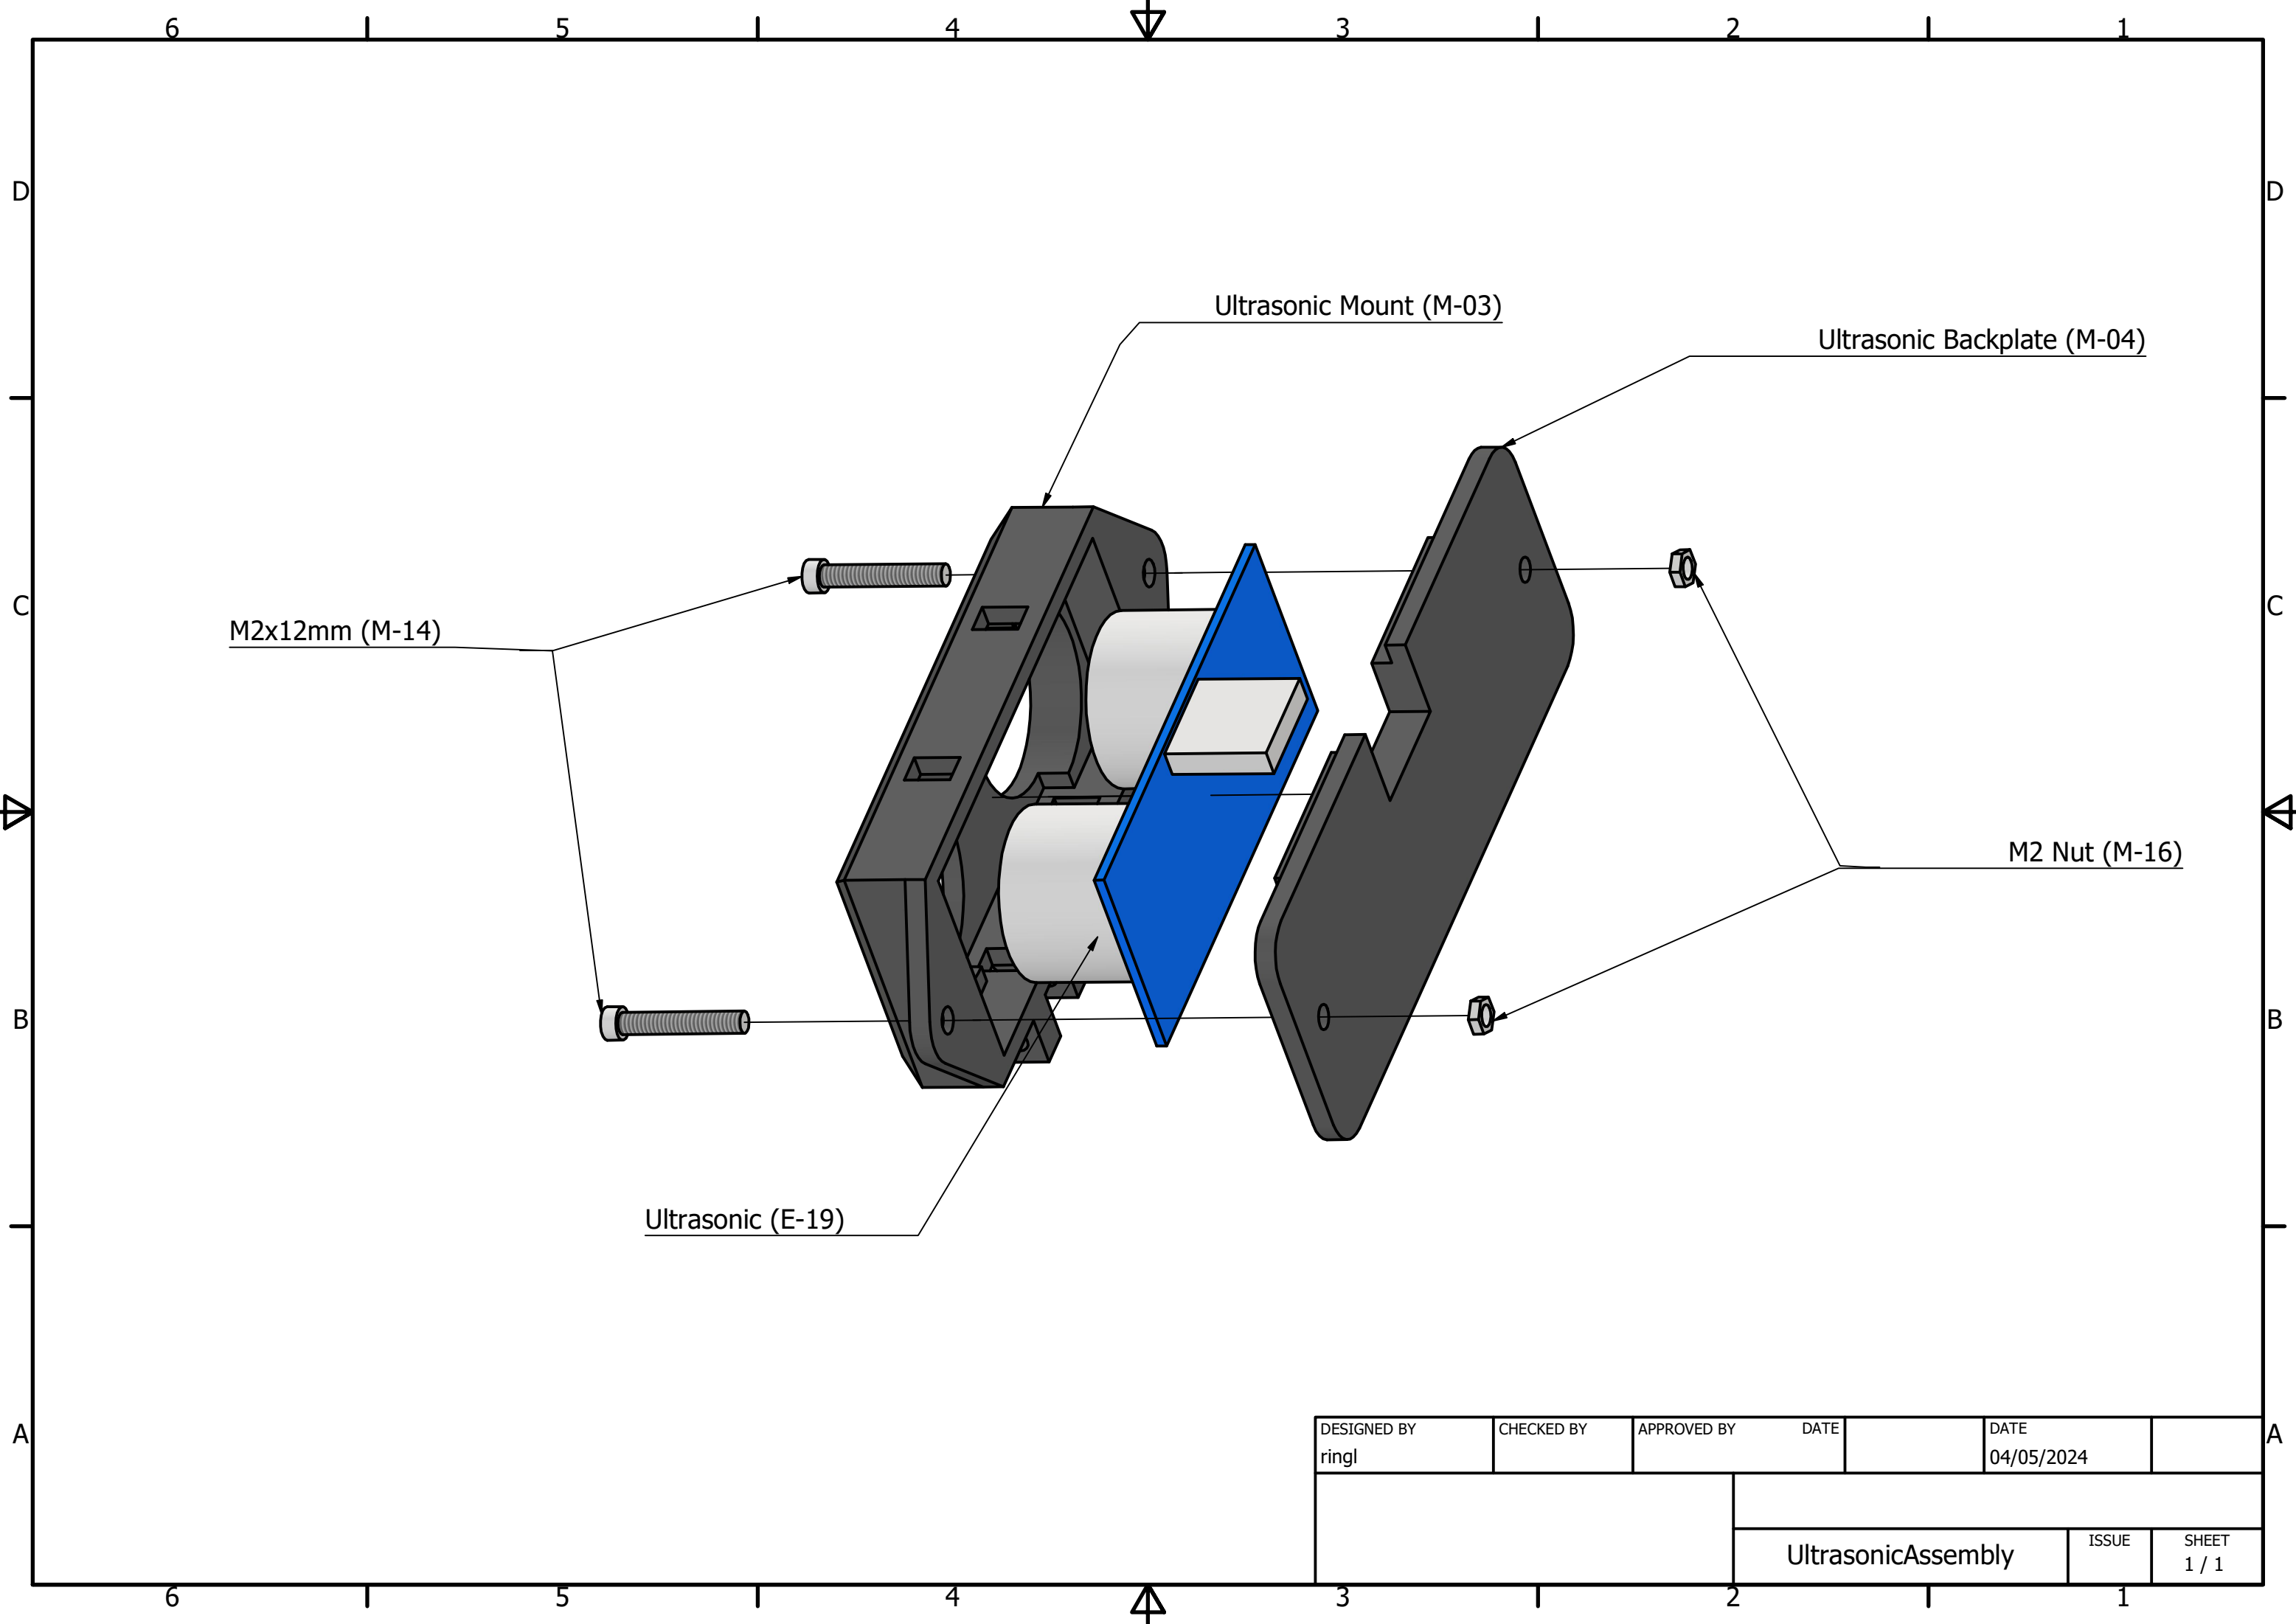 6 5 4 3 2 1
D D
Ultrasonic Mount (M-03)
Ultrasonic Backplate (M-04)
C C
M2x12mm (M-14)
M2 Nut (M-16)
B B
Ultrasonic (E-19)
A A
DESIGNED BY CHECKED BY APPROVED BY DATE DATE
ringl 04/05/2024
UltrasonicAssembly
ISSUE SHEET
1 / 1
6 5 4 3 2 1